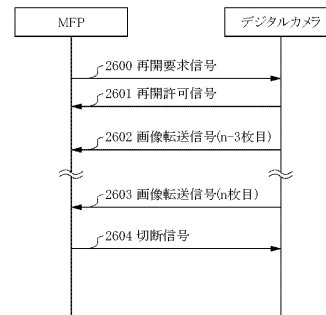 MFP
デジタルカメラ
2600 再開要求信号
2601 再開許可信号
2602 画像転送信号(n-3枚目)
2603 画像転送信号(n枚目)
2604 切断信号